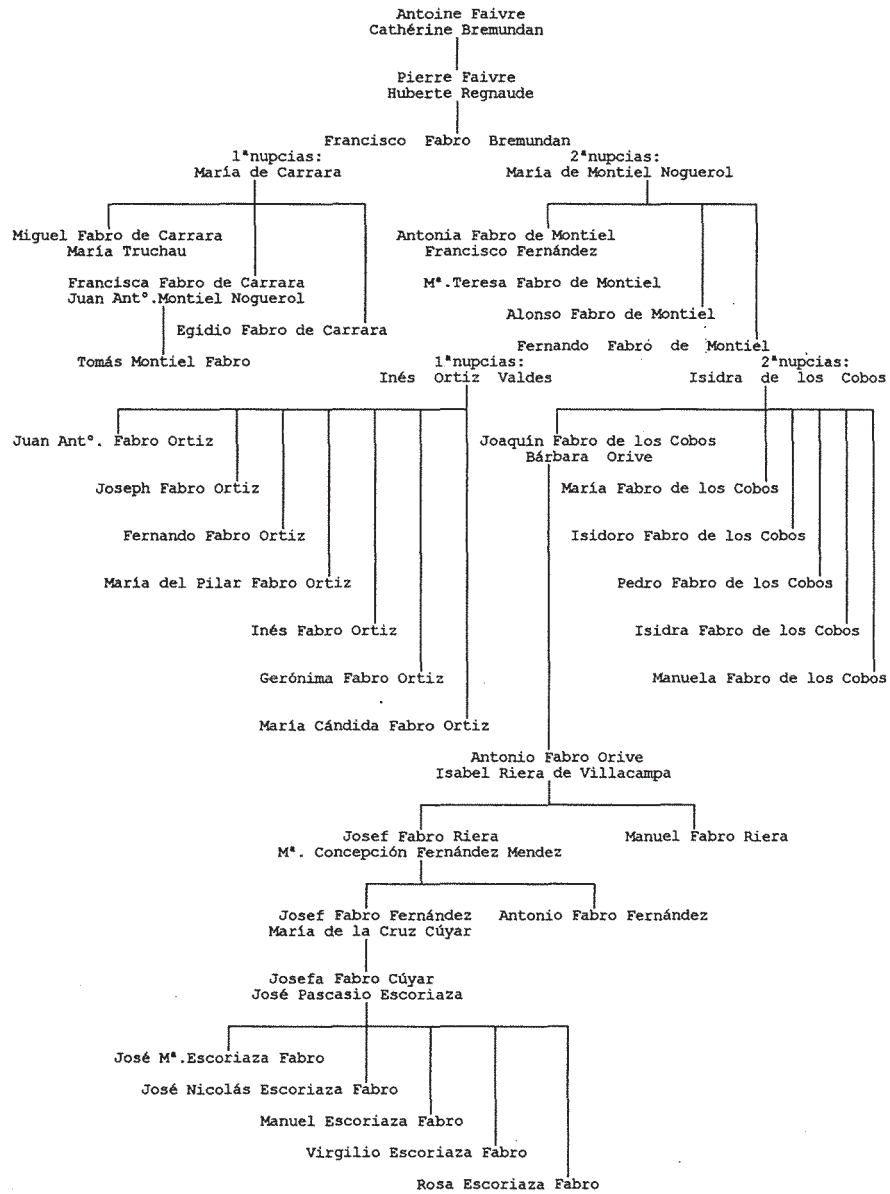 Antoine Faivre
Cathérine Bremundan
Pierre Faivre
Huberte Regnaude
Francisco Fabro Bremundan
1ªnupcias:
María de Carrara
2ªnupcias:
María de Montiel Noguerol
Miguel Fabro de Carrara
María Truchau
Antonia Fabro de Montiel
Francisco Fernández
Francisca Fabro de Carrara
Juan Antº.Montiel Noguerol
Mª.Teresa Fabro de Montiel
Alonso Fabro de Montiel
Egidio Fabro de Carrara
Fernando Fabro de Montiel
Tomás Montiel Fabro
1ªnupcias:
Inés Ortiz Valdes
2ªnupcias:
Isidra de los Cobos
Juan Antº. Fabro Ortiz
Joaquín Fabro de los Cobos
Bárbara Orive
Joseph Fabro Ortiz
María Fabro de los Cobos
Fernando Fabro Ortiz
Isidoro Fabro de los Cobos
María del Pilar Fabro Ortiz
Pedro Fabro de los Cobos
Inés Fabro Ortiz
Isidra Fabro de los Cobos
Gerónima Fabro Ortiz
Manuela Fabro de los Cobos
María Cándida Fabro Ortiz
Antonio Fabro Orive
Isabel Riera de Villacampa
Josef Fabro Riera
Mª. Concepción Fernández Mendez
Manuel Fabro Riera
Josef Fabro Fernández
María de la Cruz Cúyar
Antonio Fabro Fernández
Josefa Fabro Cúyar
José Pascasio Escoriaza
José Mª.Escoriaza Fabro
José Nicolás Escoriaza Fabro
Manuel Escoriaza Fabro
Virgilio Escoriaza Fabro
Rosa Escoriaza Fabro